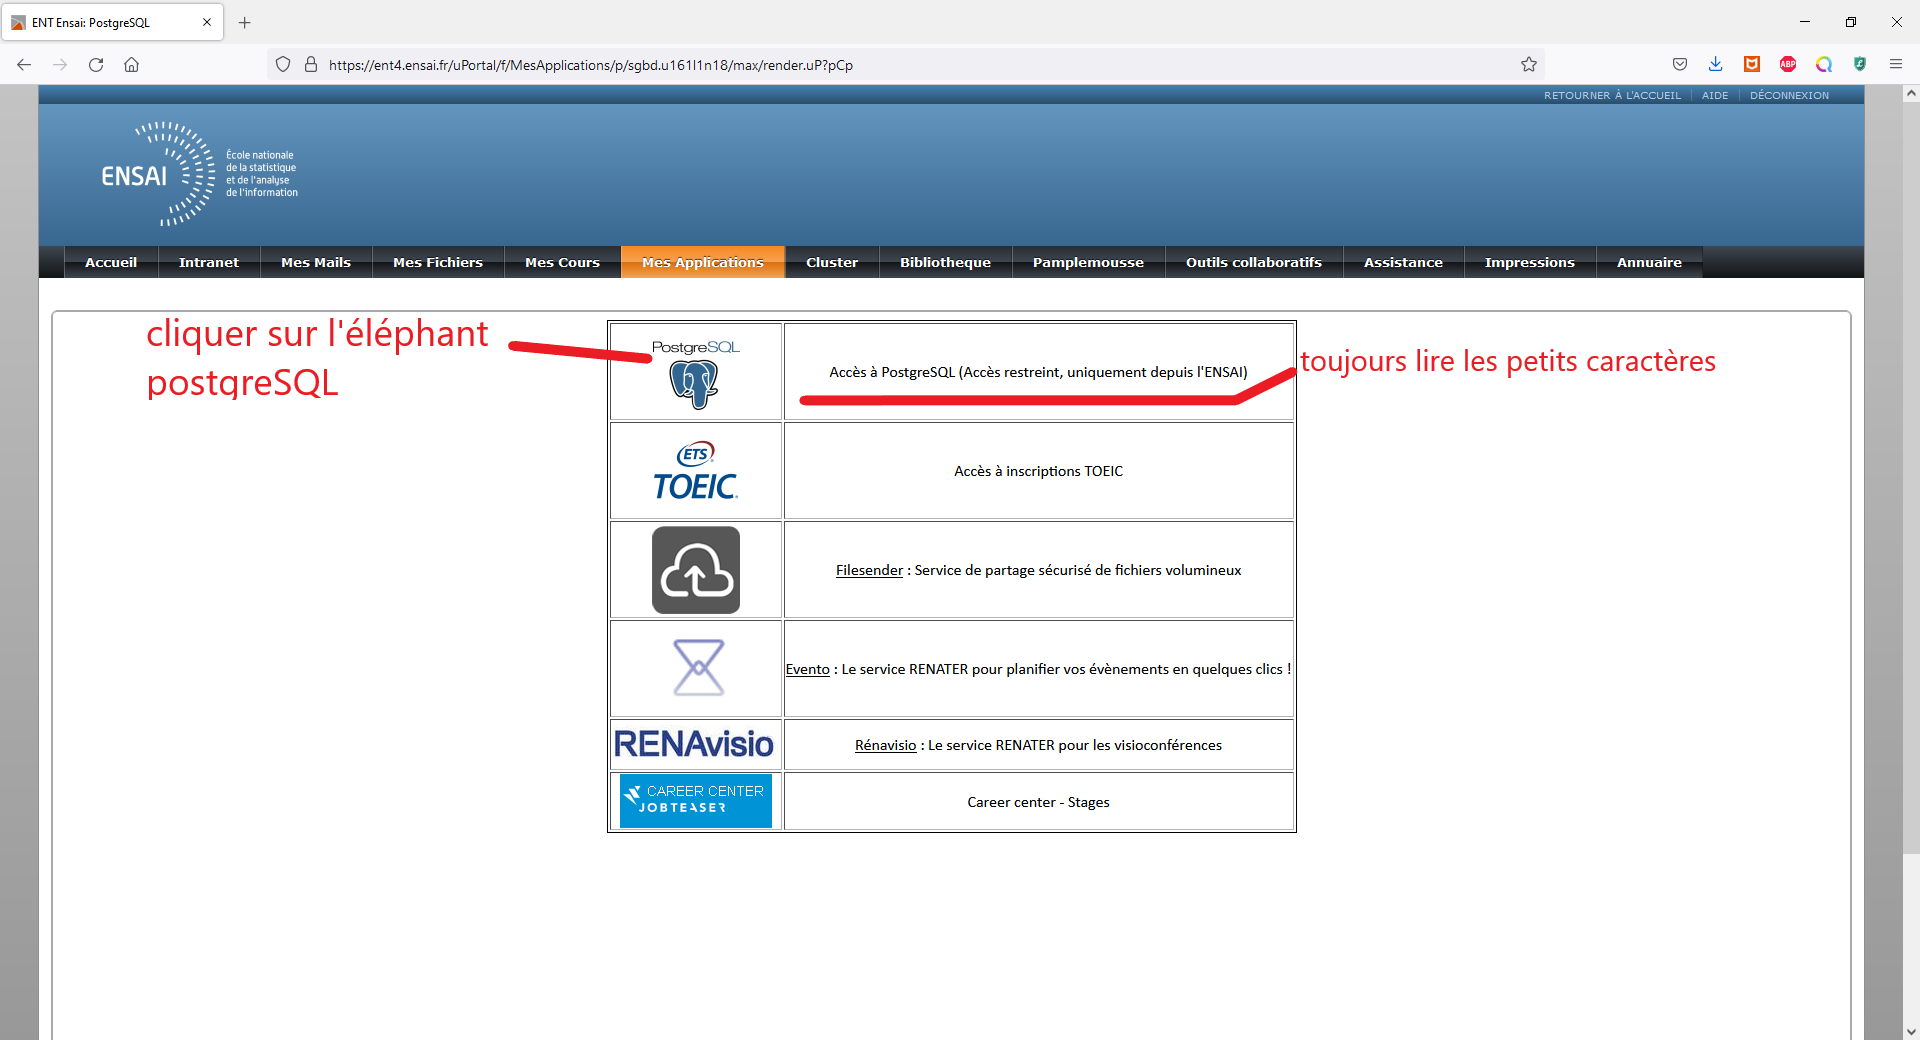 ENT Ensai: PostgreSQL
https://ent4.ensai.fr/uPortal/f/MesApplications/p/sgbd.u161l1n18/max/render.uP?pCp
ABP
RETOURNER À L'ACCUEIL AIDE DÉCONNEXION
ENSAI
École nationale
de la statistique
et de l'analyse
de l'information
Accueil Intranet Mes Mails Mes Fichiers Mes Cours Mes Applications Cluster Bibliotheque Pamplemousse Outils collaboratifs Assistance Impressions Annuaire
cliquer sur l'éléphant
postgreSQL
PostgreSQL
Accès à PostgreSQL (Accès restreint, uniquement depuis l'ENSAI)
toujours lire les petits caractères
ETS
TOEIC
Accès à inscriptions TOEIC
Filesender : Service de partage sécurisé de fichiers volumineux
Evento : Le service RENATER pour planifier vos évènements en quelques clics !
RENAvisio
Rénavisio : Le service RENATER pour les visioconférences
CAREER CENTER
JOBTEASER
Career center - Stages